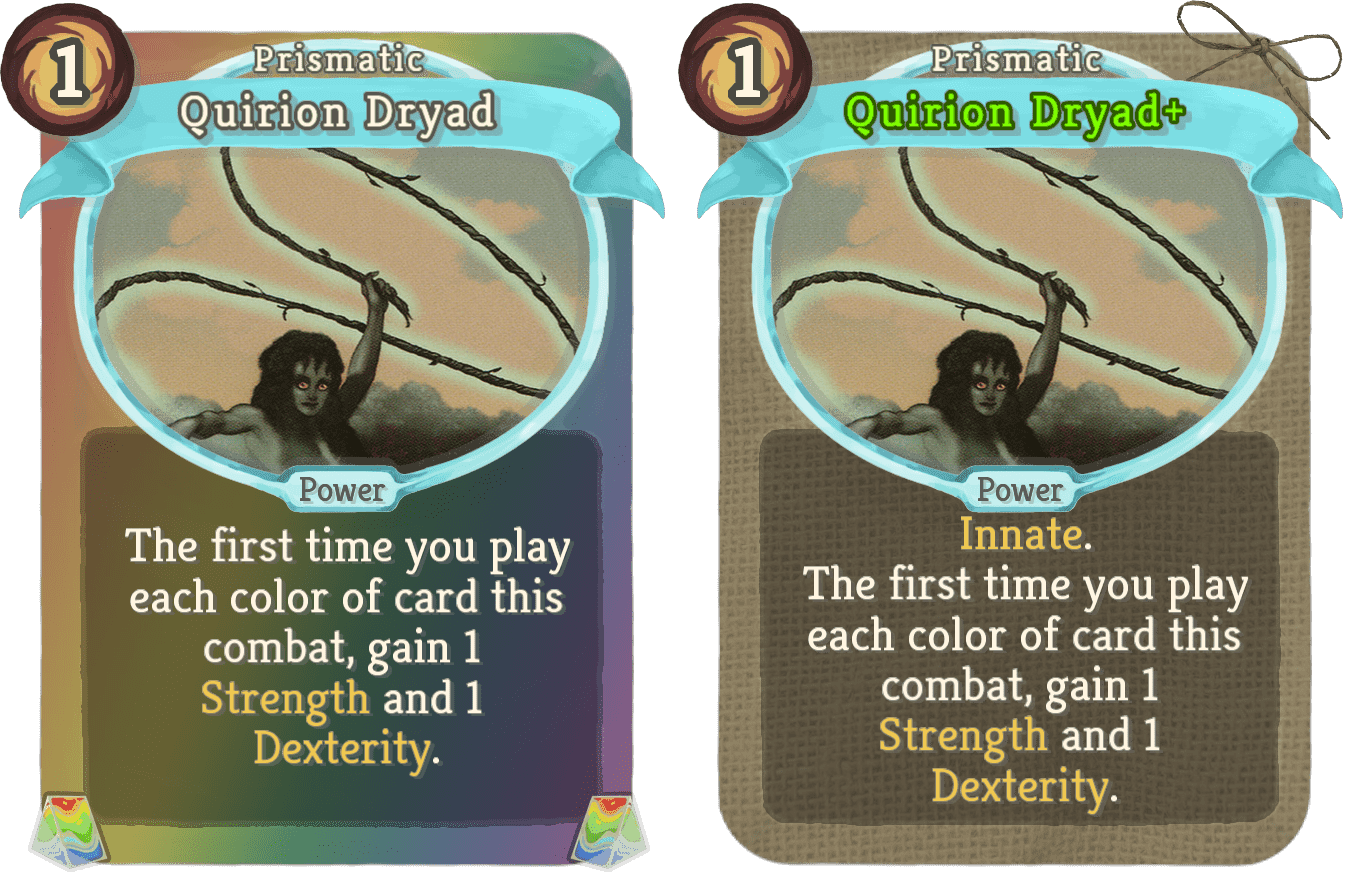 1
Prismatic
Quirion Dryad
Power
The first time you play
each color of card this
combat, gain 1
Strength and 1
Dexterity.
1
Prismatic
Quirion Dryad+
Power
Innate.
The first time you play
each color of card this
combat, gain 1
Strength and 1
Dexterity.